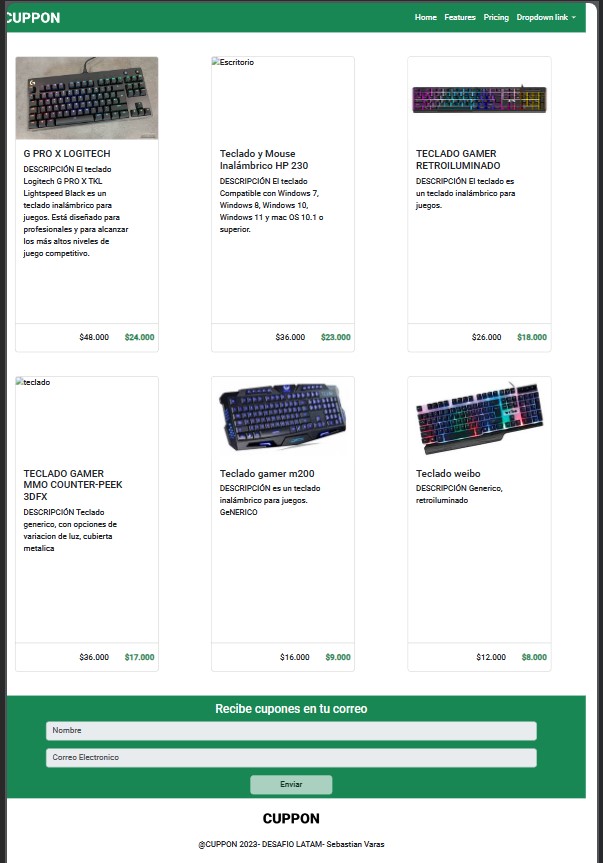 CUPPON
Home Features Pricing Dropdown link
G PRO X LOGITECH
DESCRIPCIÓN El teclado
Logitech G PRO X TKL
Lightspeed Black es un
teclado inalámbrico para
juegos. Está diseñado para
profesionales y para alcanzar
los más altos niveles de
juego competitivo.
$48.000 $24.000
Escritorio
Teclado y Mouse
Inalámbrico HP 230
DESCRIPCIÓN El teclado
Compatible con Windows 7,
Windows 8, Windows 10,
Windows 11 y mac OS 10.1 o
superior.
$36.000 $23.000
TECLADO GAMER
RETROILUMINADO
DESCRIPCIÓN El teclado es
un teclado inalámbrico para
juegos.
$26.000 $18.000
teclado
TECLADO GAMER
MMO COUNTER-PEEK
3DFX
DESCRIPCIÓN Teclado
generico, con opciones de
variacion de luz, cubierta
metalica
$36.000 $17.000
Teclado gamer m200
DESCRIPCIÓN es un teclado
inalámbrico para juegos.
GeNERICO
$16.000 $9.000
Teclado weibo
DESCRIPCIÓN Generico,
retroiluminado
$12.000 $8.000
Recibe cupones en tu correo
Nombre
Correo Electronico
Enviar
CUPPON
@CUPPON 2023- DESAFIO LATAM- Sebastian Varas